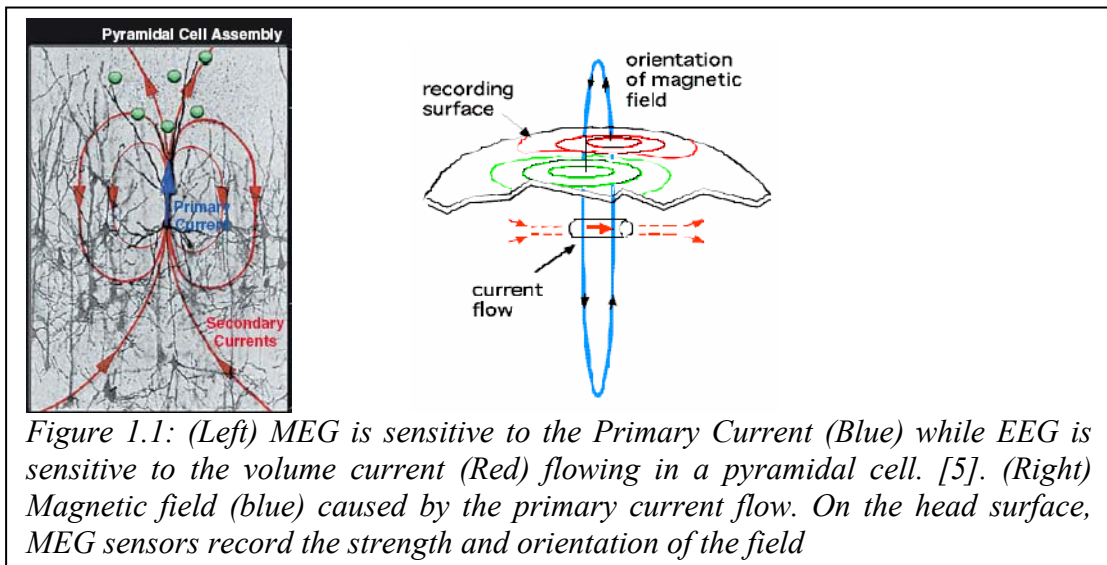 Pyramidal Cell Assembly
Primary
Current
Secondary
Currents
recording
surface
orientation
of magnetic
field
current
flow
Figure 1.1: (Left) MEG is sensitive to the Primary Current (Blue) while EEG is
sensitive to the volume current (Red) flowing in a pyramidal cell. [5]. (Right)
Magnetic field (blue) caused by the primary current flow. On the head surface,
MEG sensors record the strength and orientation of the field